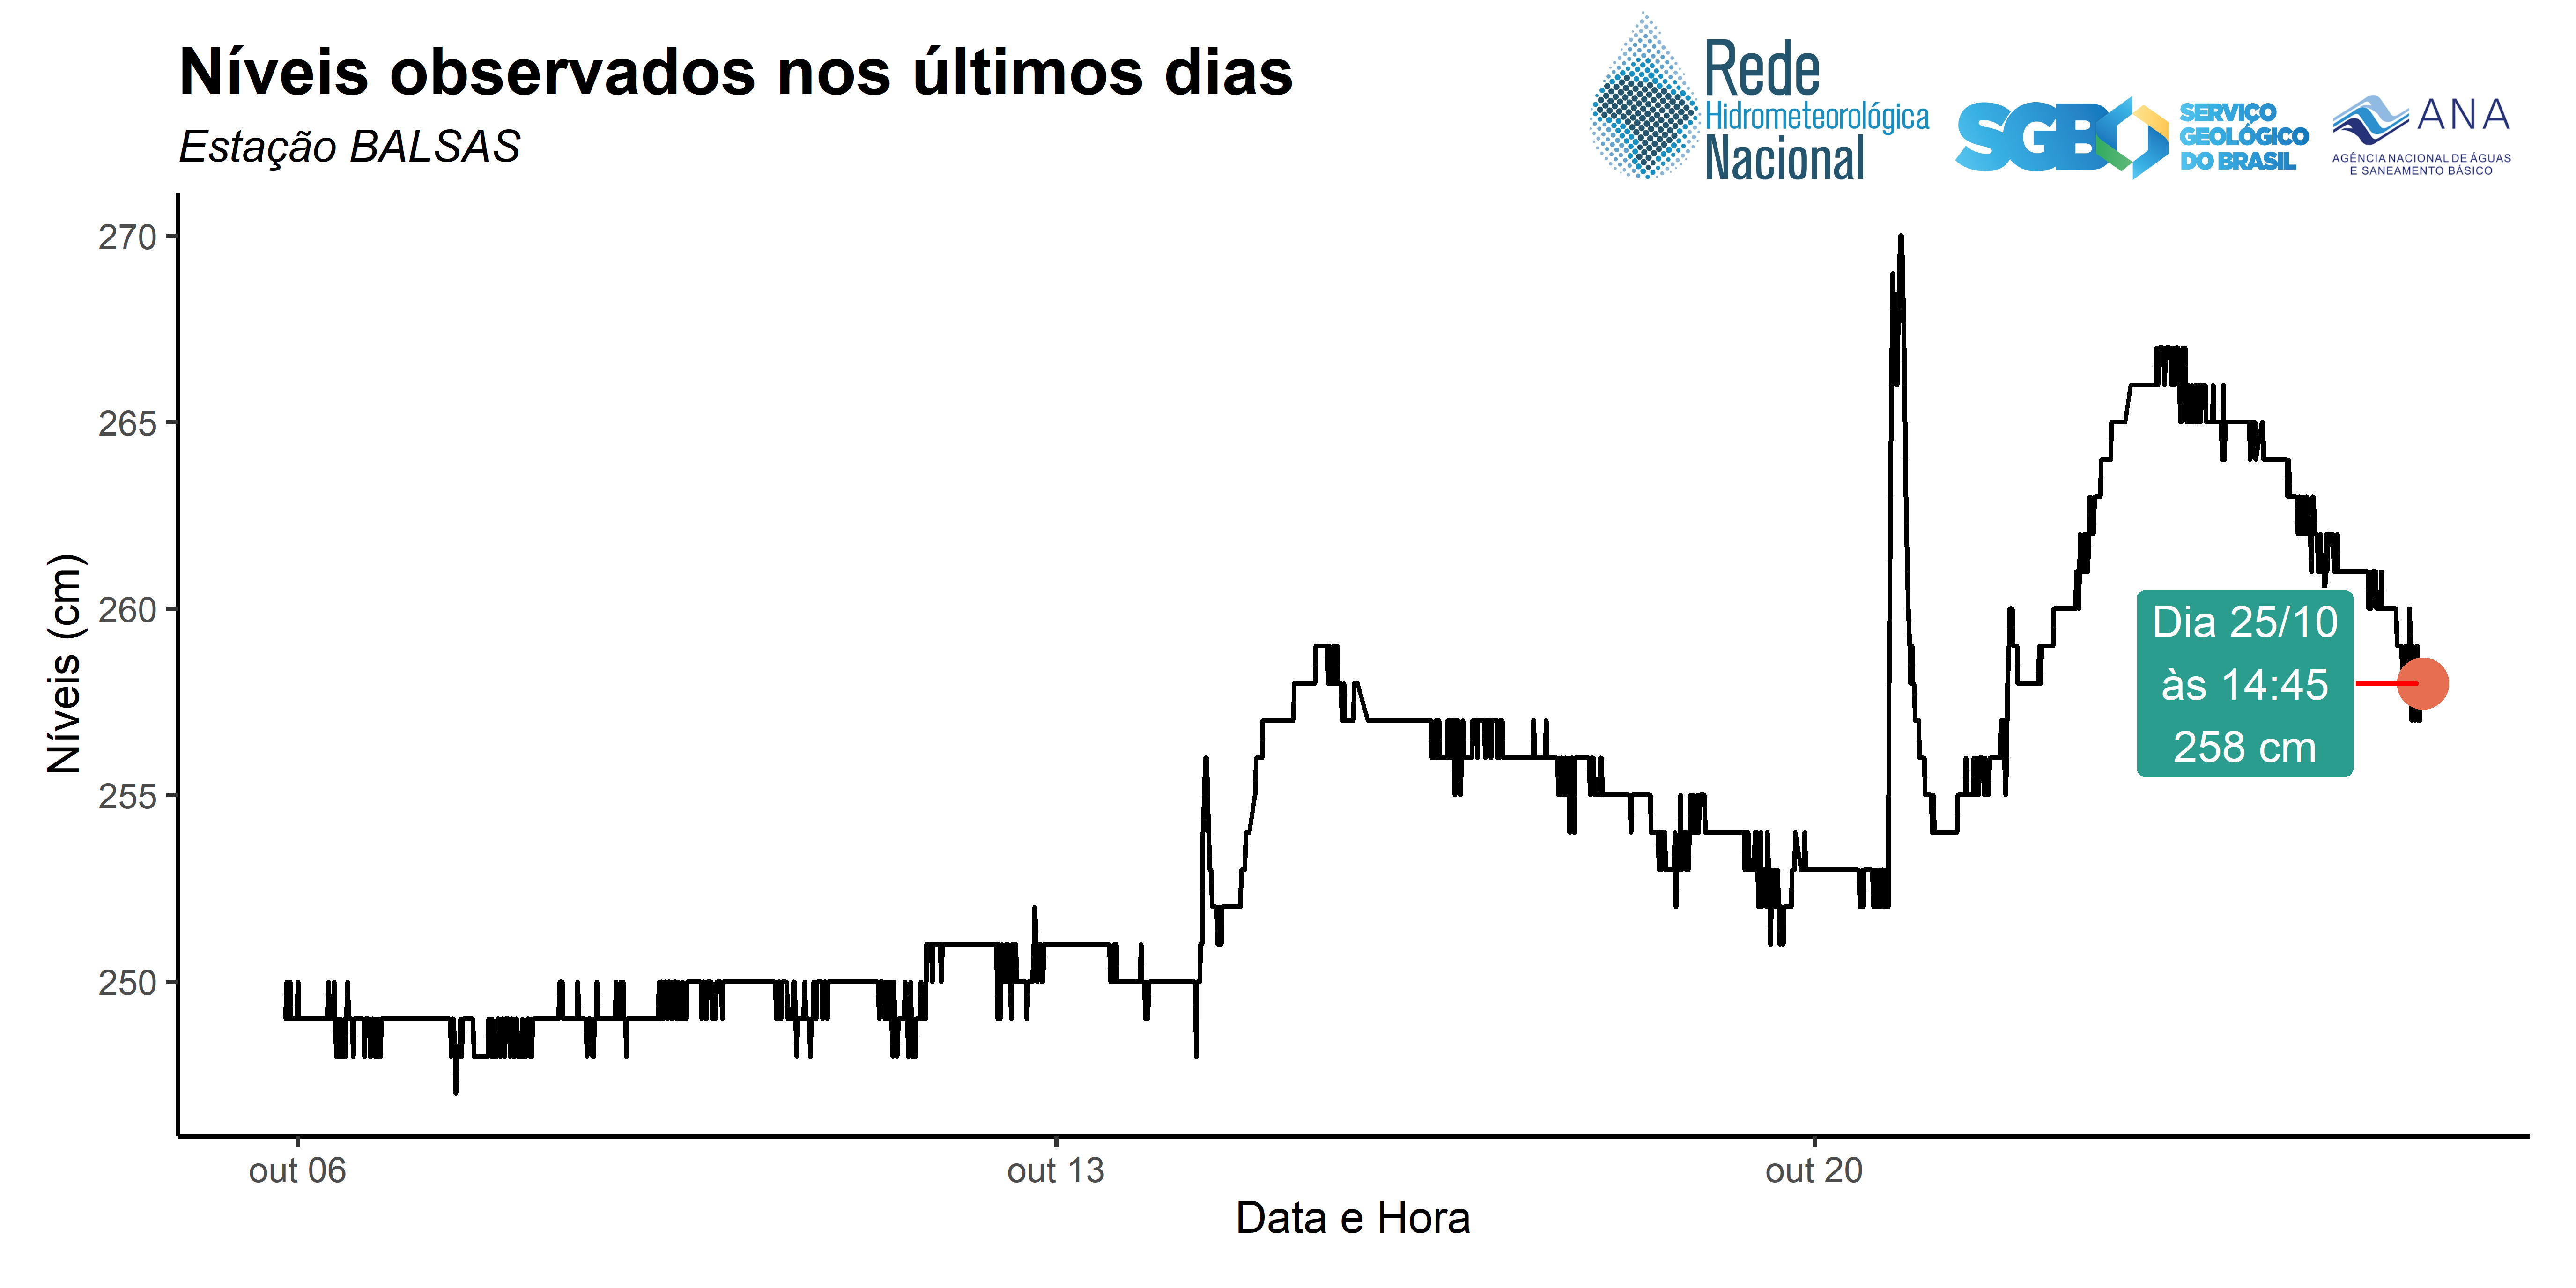 Níveis observados nos últimos dias
Estação BALSAS
Rede
Hidrometeorológica
Nacional
SGB
SERVIÇO
GEOLÓGICO
DO BRASIL
ANA
AGÊNCIA NACIONAL DE ÁGUAS
E SANEAMENTO BÁSICO
Níveis (cm)
270
265
260
255
250
Dia 25/10
às 14:45
258 cm
out 06
out 13
out 20
Data e Hora